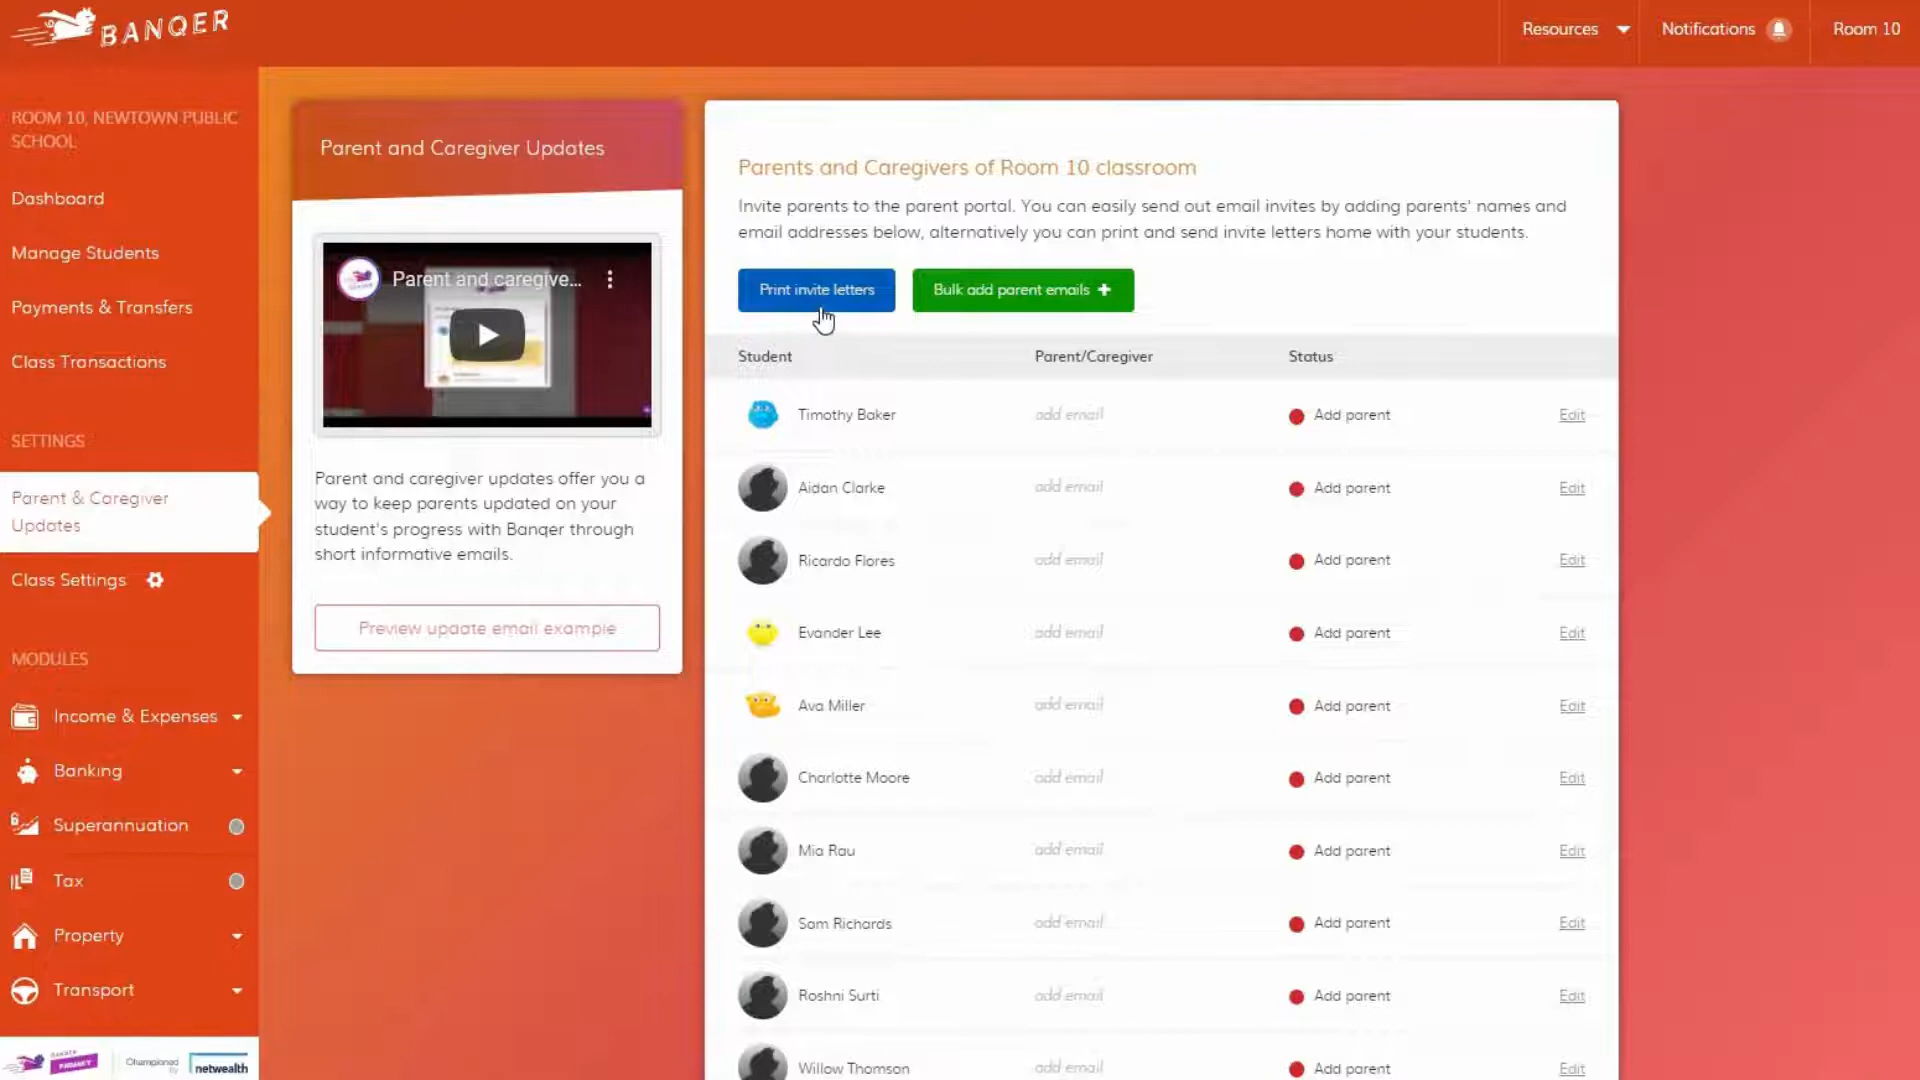 BANQER
Resources
Notifications
Room 10
ROOM 10, NEWTOWN PUBLIC
SCHOOL
Dashboard
Manage Students
Payments & Transfers
Class Transactions
SETTINGS
Parent & Caregiver
Updates
Class Settings
MODULES
Income & Expenses
Banking
Superannuation
Tax
Property
Transport
BANQER
PRIMARY
Championed
by
netwealth
Parent and Caregiver Updates
Parent and caregive...
Parent and caregiver updates offer you a
way to keep parents updated on your
student's progress with Banqer through
short informative emails.
Preview update email example
Parents and Caregivers of Room 10 classroom
Invite parents to the parent portal. You can easily send out email invites by adding parents' names and
email addresses below, alternatively you can print and send invite letters home with your students.
Print invite letters
Bulk add parent emails +
Student Parent/Caregiver Status
Timothy Baker add email Add parent Edit
Aidan Clarke add email Add parent Edit
Ricardo Flores add email Add parent Edit
Evander Lee add email Add parent Edit
Ava Miller add email Add parent Edit
Charlotte Moore add email Add parent Edit
Mia Rau add email Add parent Edit
Sam Richards add email Add parent Edit
Roshni Surti add email Add parent Edit
Willow Thomson add email Add parent Edit